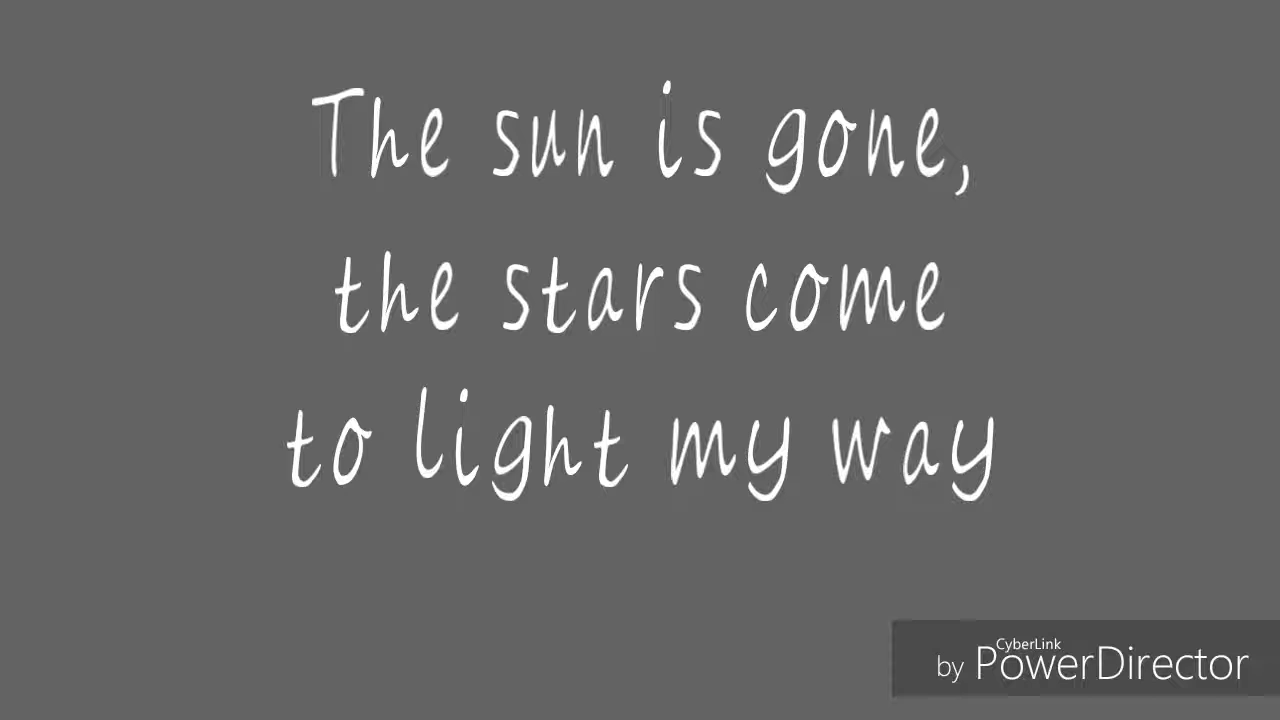 The sun is gone,
the stars come
to light my way
by CyberLink PowerDirector